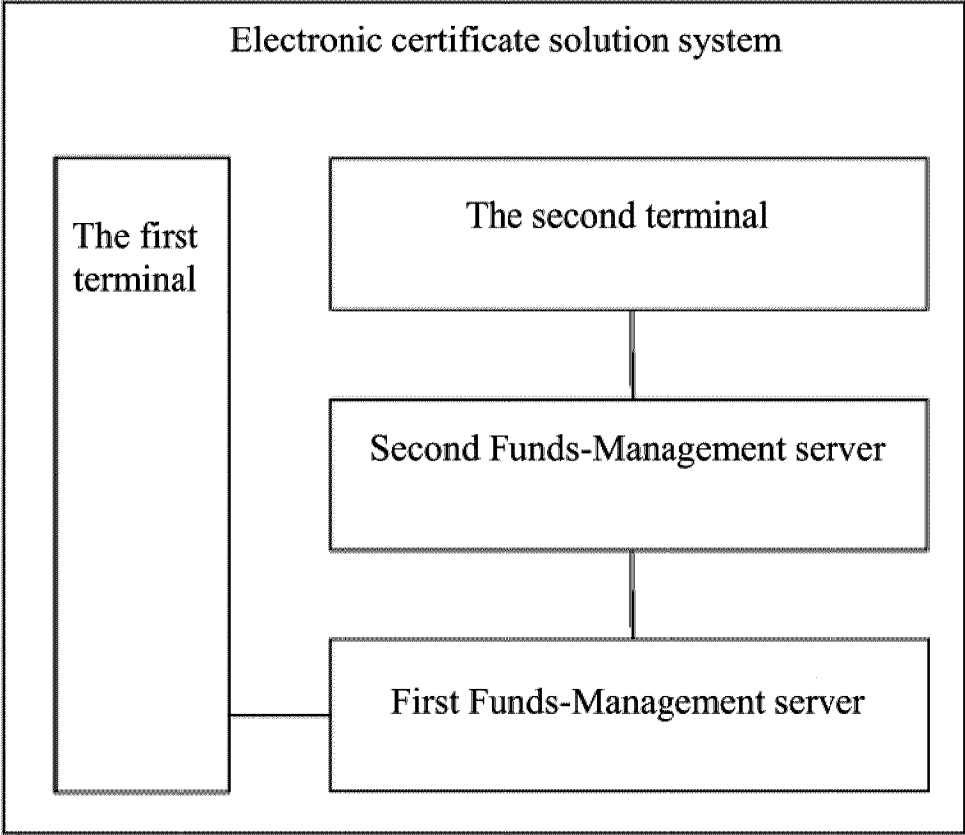 Electronic certificate solution system
The first
terminal
The second terminal
Second Funds-Management server
First Funds-Management server